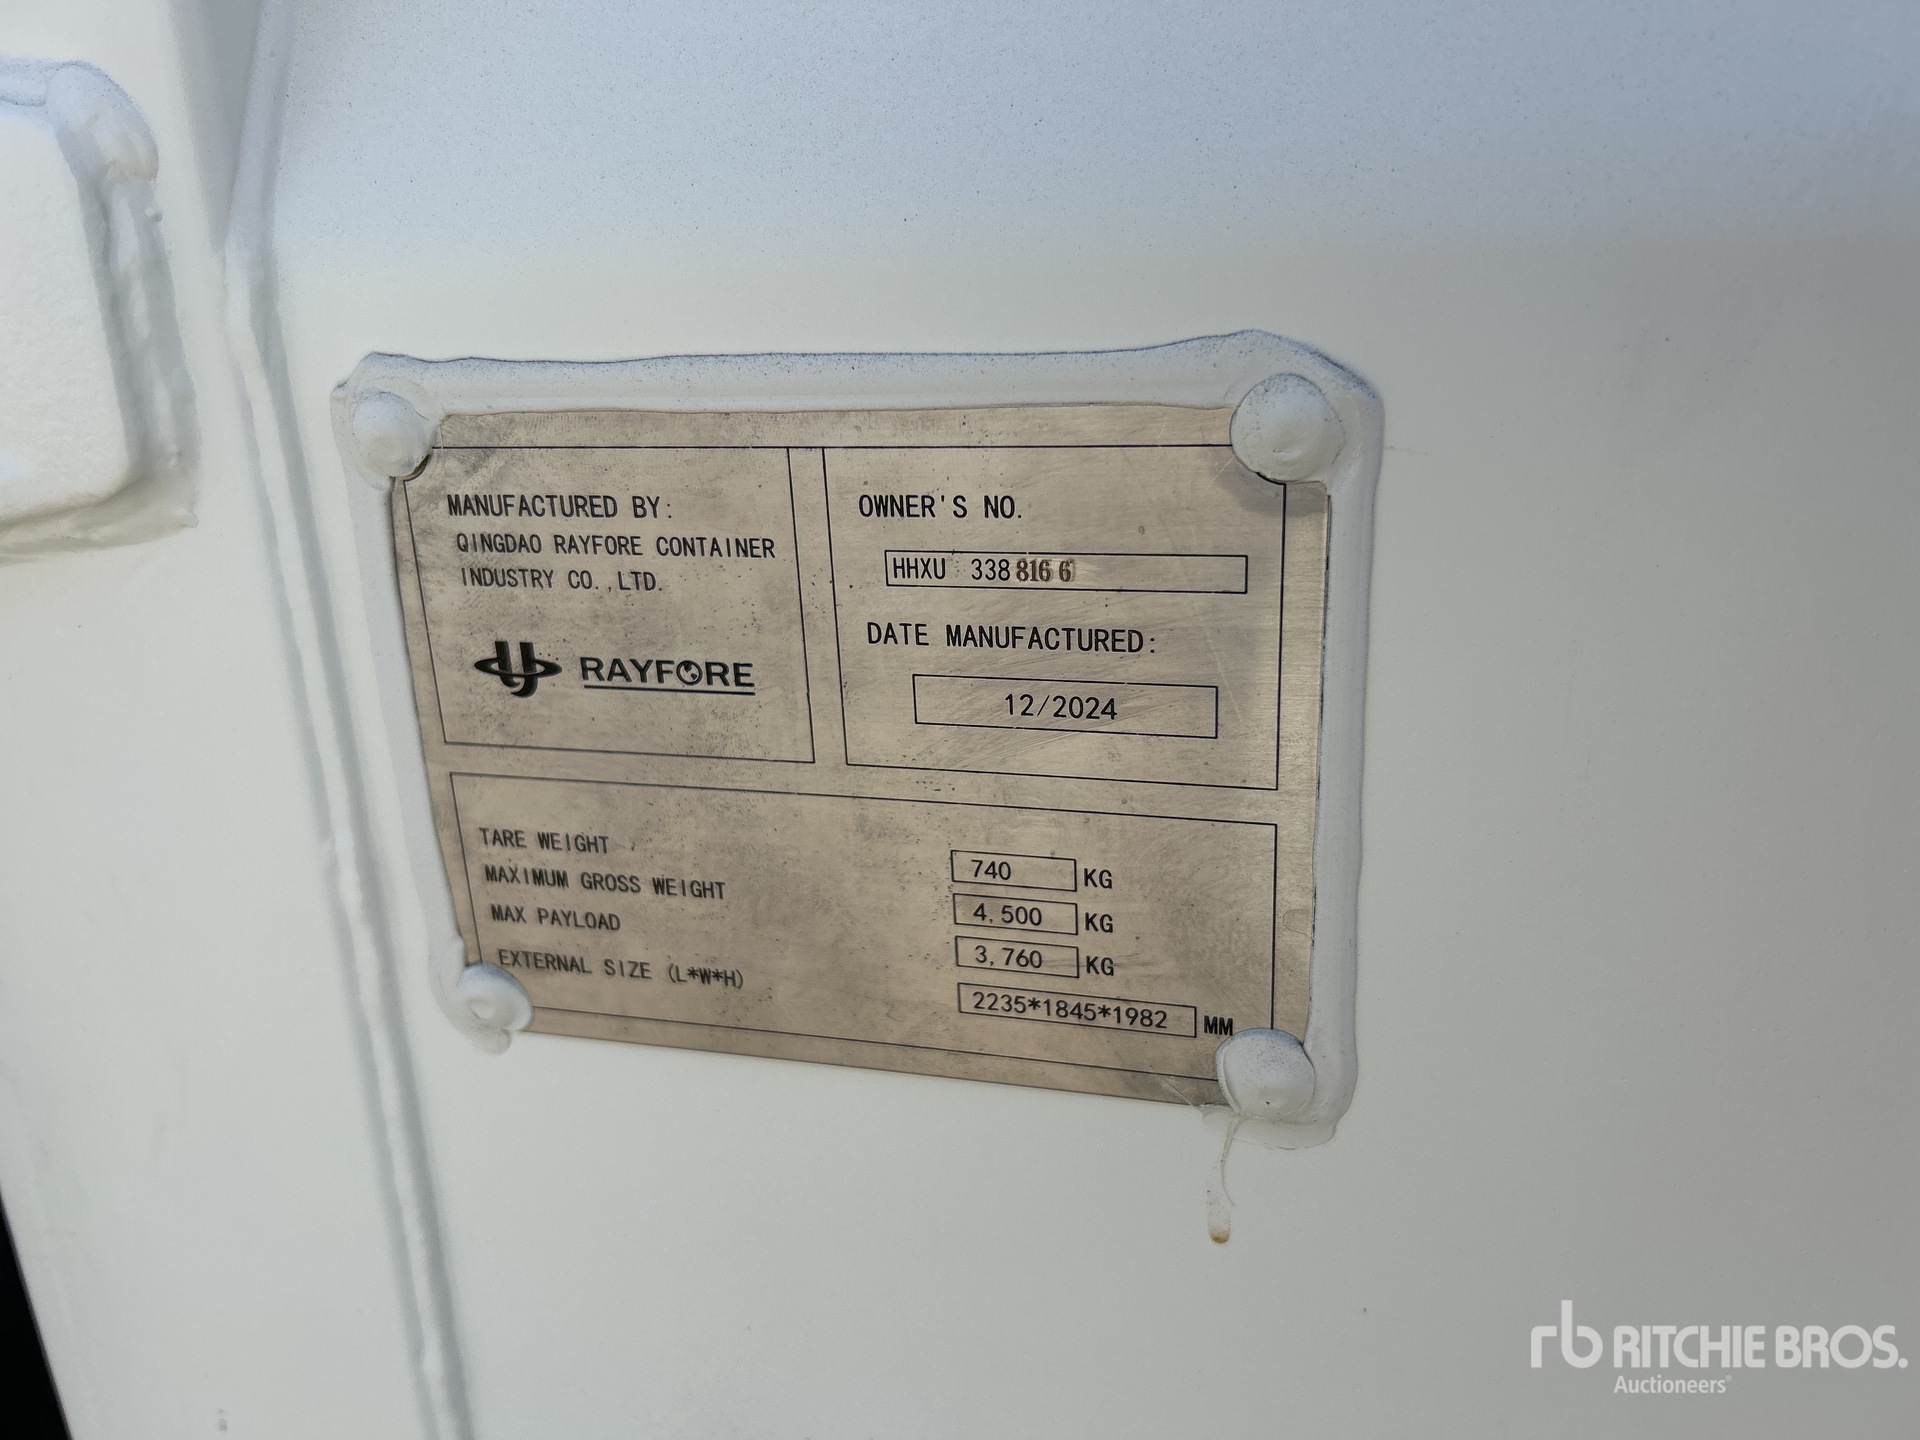 MANUFACTURED BY:
QINGDAO RAYFORE CONTAINER
INDUSTRY CO.,LTD.
RAYFORE
OWNER'S NO.
HHXU 338 816 6
DATE MANUFACTURED:
12/2024
TARE WEIGHT 740 KG
MAXIMUM GROSS WEIGHT 4,500 KG
MAX PAYLOAD 3,760 KG
EXTERNAL SIZE (L*W*H) 2235*1845*1982 MM
rb RITCHIE BROS.
Auctioneers